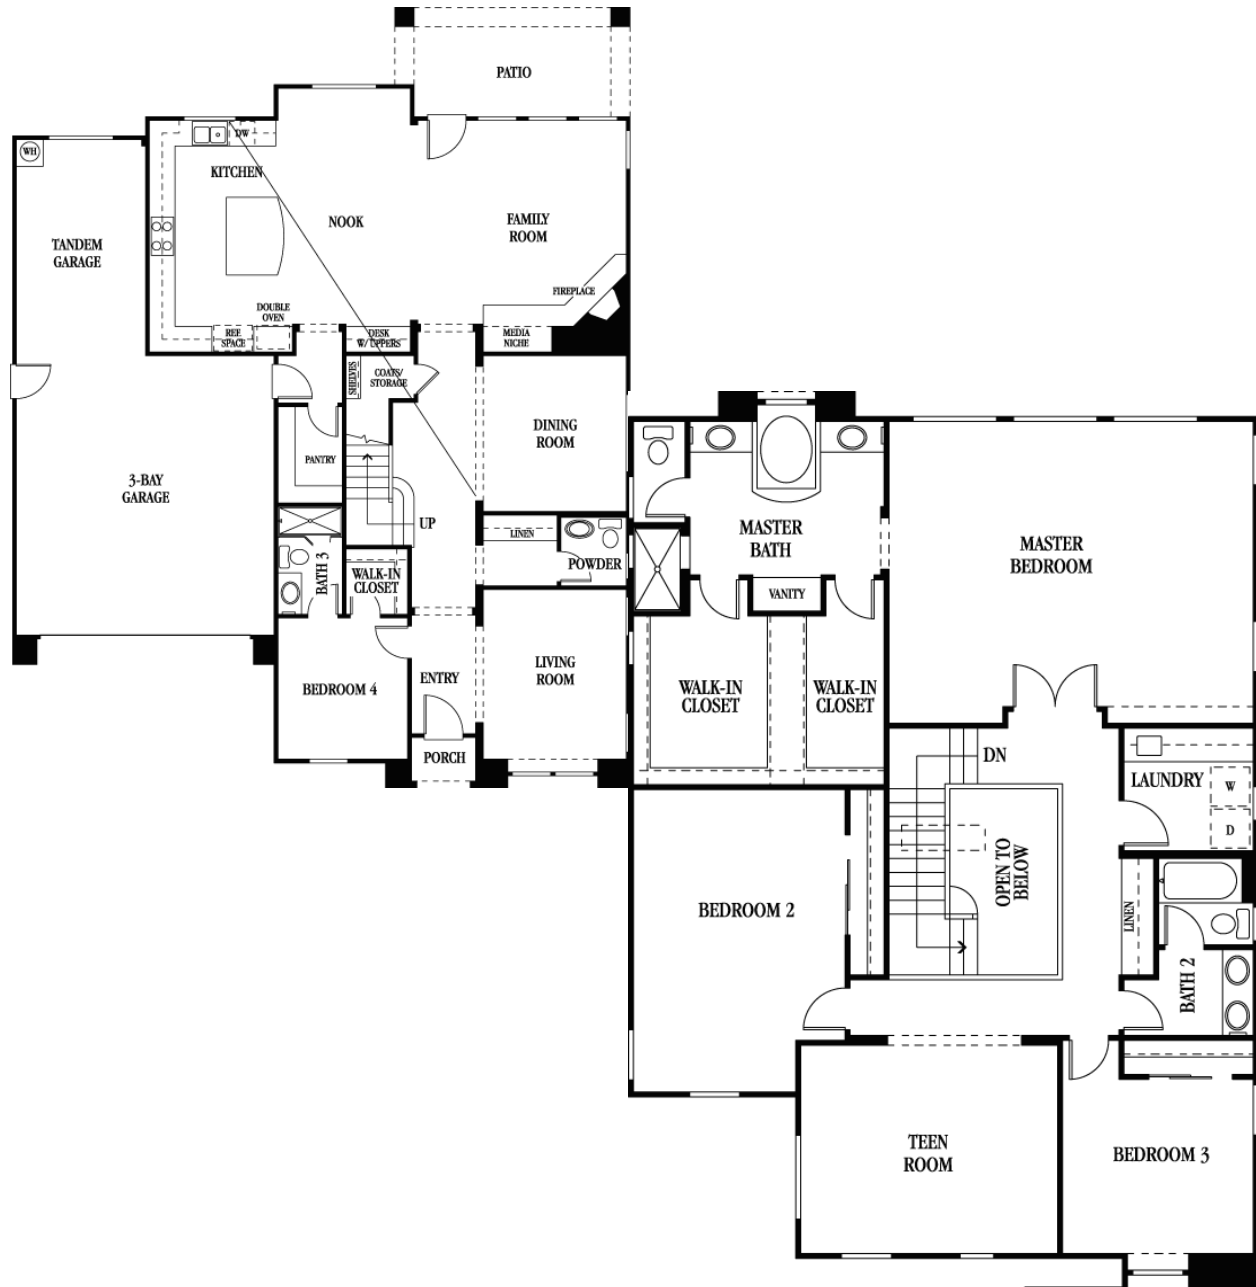 PATIO
WH
DW
KITCHEN
NOOK
FAMILY
ROOM
TANDEM
GARAGE
FIREPLACE
DOUBLE
OVEN
REF.
SPACE
DESK
W/ UPPERS
MEDIA
NICHE
SHELVES
COATS/
STORAGE
DINING
ROOM
PANTRY
3-BAY
GARAGE
UP
LINEN
POWDER
BATH 3
WALK-IN
CLOSET
BEDROOM 4
ENTRY
LIVING
ROOM
PORCH
MASTER
BATH
MASTER
BEDROOM
VANITY
WALK-IN
CLOSET
WALK-IN
CLOSET
DN
LAUNDRY
W
D
OPEN TO
BELOW
BEDROOM 2
LINEN
BATH 2
TEEN
ROOM
BEDROOM 3